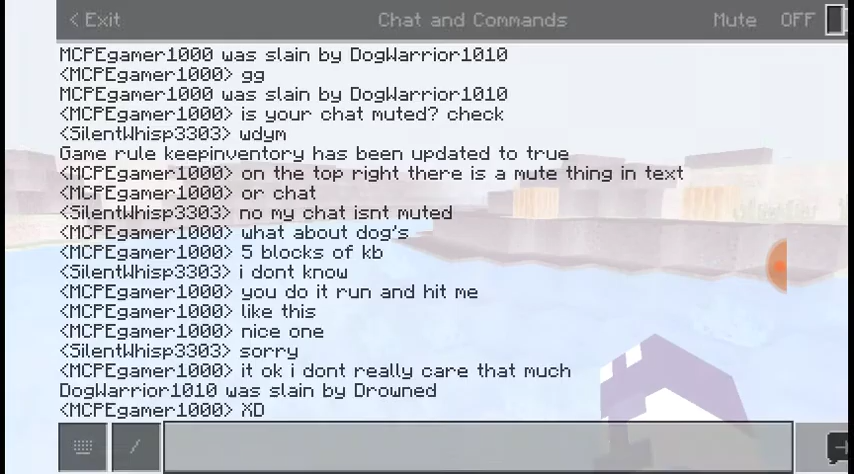 < Exit Chat and Commands Mute OFF
MCPEgamer1000 was slain by DogWarrior1010
<MCPEgamer1000> gg
MCPEgamer1000 was slain by DogWarrior1010
<MCPEgamer1000> is your chat muted? check
<SilentWhisp3303> wdym
Game rule keepinventory has been updated to true
<MCPEgamer1000> on the top right there is a mute thing in text
<MCPEgamer1000> or chat
<SilentWhisp3303> no my chat isnt muted
<MCPEgamer1000> what about dog's
<MCPEgamer1000> 5 blocks of kb
<SilentWhisp3303> i dont know
<MCPEgamer1000> you do it run and hit me
<MCPEgamer1000> like this
<MCPEgamer1000> nice one
<SilentWhisp3303> sorry
<MCPEgamer1000> it ok i dont really care that much
DogWarrior1010 was slain by Drowned
<MCPEgamer1000> XD
/